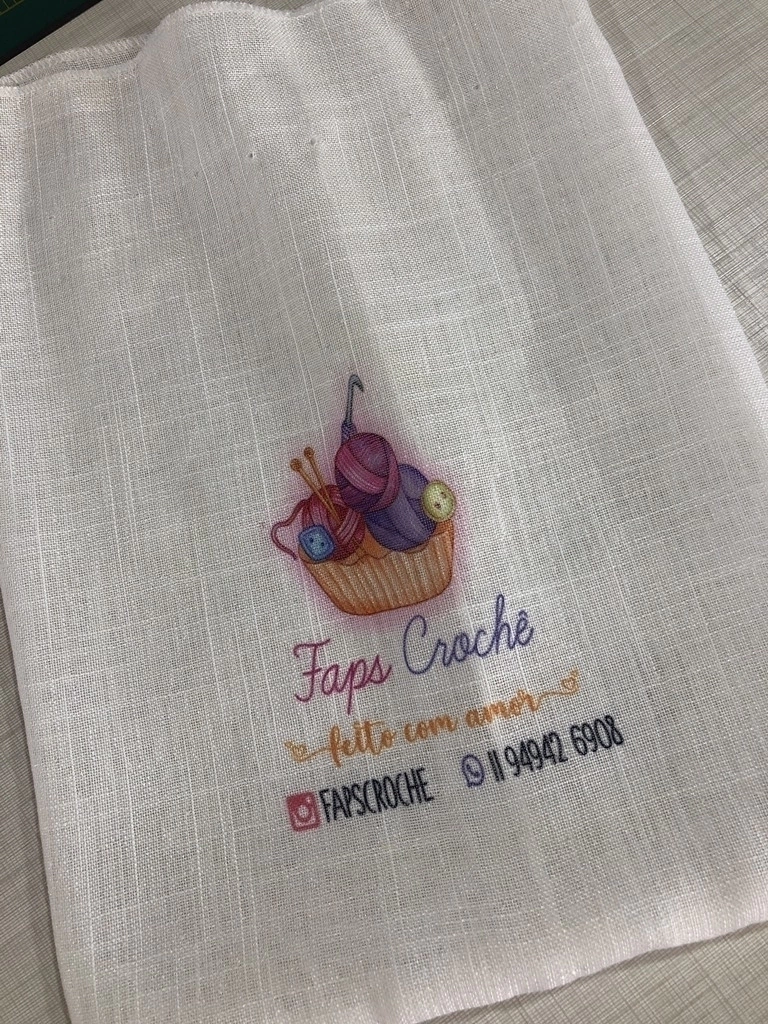 Faps Crochê
feito com amor
FAPSCROCHE 11 94942 6908